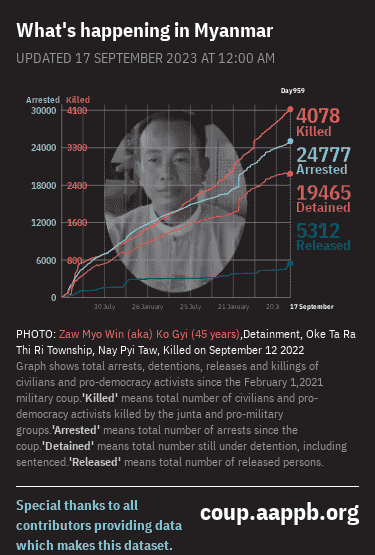 What's happening in Myanmar
UPDATED 17 SEPTEMBER 2023 AT 12:00 AM
Day959
Arrested Killed
30000 4100
24000 3300
18000 2400
12000 1600
6000 800
0
4078
Killed
24777
Arrested
19465
Detained
5312
Released
30 July 26 January 25 July 21 January 20 J 17 September
PHOTO: Zaw Myo Win (aka) Ko Gyi (45 years),Detainment, Oke Ta Ra
Thi Ri Township, Nay Pyi Taw, Killed on September 12 2022
Graph shows total arrests, detentions, releases and killings of
civilians and pro-democracy activists since the February 1,2021
military coup.'Killed' means total number of civilians and pro-
democracy activists killed by the junta and pro-military
groups.'Arrested' means total number of arrests since the
coup.'Detained' means total number still under detention, including
sentenced.'Released' means total number of released persons.
Special thanks to all
contributors providing data
which makes this dataset.
coup.aappb.org